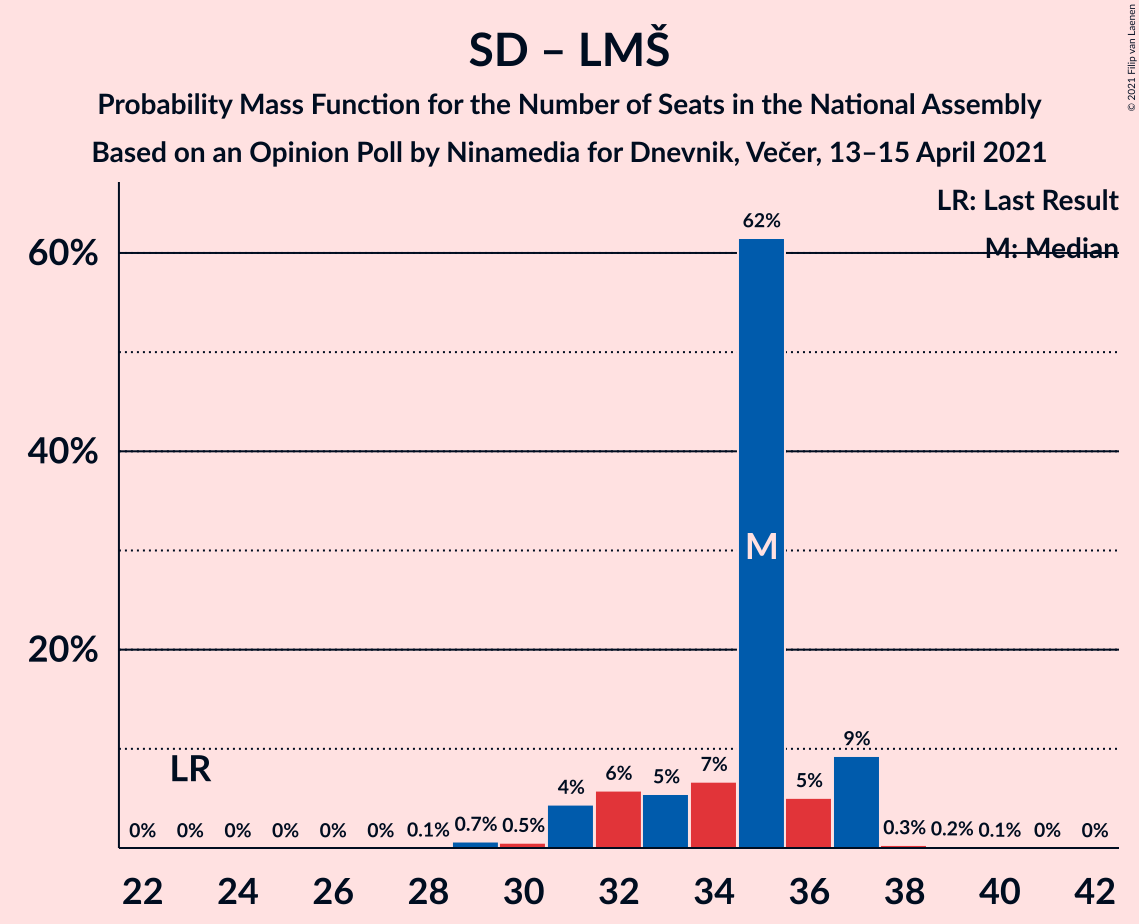 SD – LMŠ
Probability Mass Function for the Number of Seats in the National Assembly
Based on an Opinion Poll by Ninamedia for Dnevnik, Večer, 13–15 April 2021
© 2021 Filip van Laenen
LR: Last Result
M: Median
60%
40%
20%
62%
M
LR
0% 0% 0% 0% 0% 0% 0.1% 0.7% 0.5% 4% 6% 5% 7% 5% 9% 0.3% 0.2% 0.1% 0% 0%
22 24 26 28 30 32 34 36 38 40 42